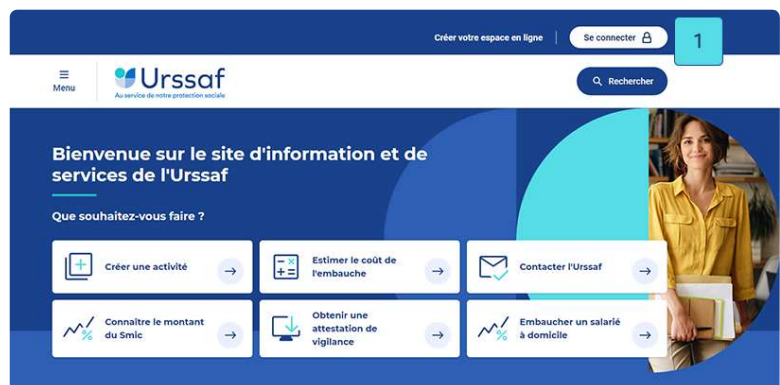 Créer votre espace en ligne
Se connecter
1
Menu
Urssaf
Au service de notre protection sociale
Rechercher
Bienvenue sur le site d'information et de
services de l'Urssaf
Que souhaitez-vous faire ?
Créer une activité
Estimer le coût de
l'embauche
Contacter l'Urssaf
Connaître le montant
du Smic
Obtenir une
attestation de
vigilance
Embaucher un salarié
à domicile